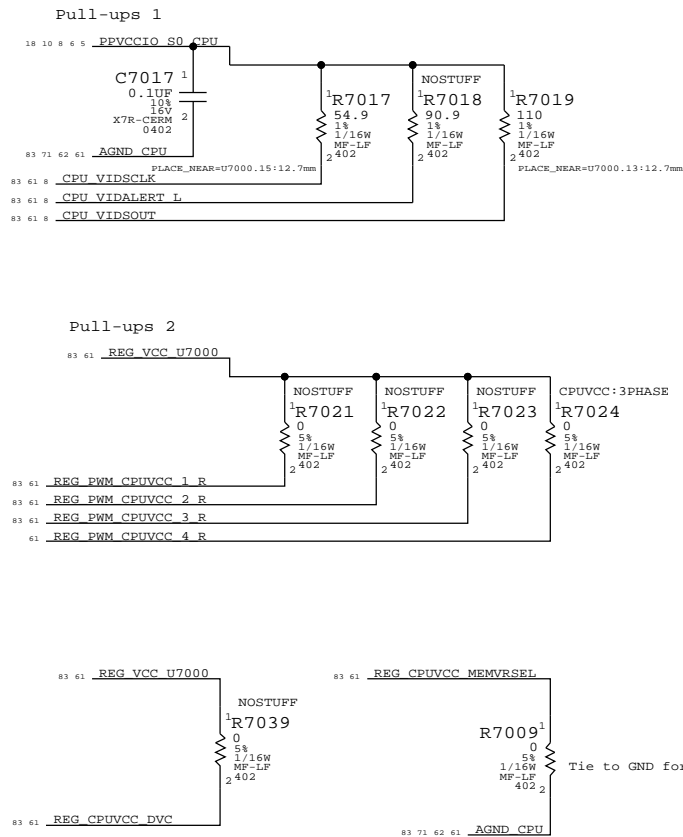 Pull-ups 1
18 10 8 6 5 PPVCCIO_S0_CPU
C7017 1
0.1UF
10%
16V
X7R-CERM 2
0402
1 R7017
54.9
1%
1/16W
MF-LF
2 402
NOSTUFF
1 R7018
90.9
1%
1/16W
MF-LF
2 402
1 R7019
110
1%
1/16W
MF-LF
2 402
83 71 62 61 AGND_CPU
PLACE_NEAR=U7000.15:12.7mm
PLACE_NEAR=U7000.13:12.7mm
83 61 8 CPU_VIDSCLK
83 61 8 CPU_VIDALERT_L
83 61 8 CPU_VIDSOUT
Pull-ups 2
83 61 REG_VCC_U7000
NOSTUFF
1 R7021
0
5%
1/16W
MF-LF
2 402
NOSTUFF
1 R7022
0
5%
1/16W
MF-LF
2 402
NOSTUFF
1 R7023
0
5%
1/16W
MF-LF
2 402
CPUVCC:3PHASE
1 R7024
0
5%
1/16W
MF-LF
2 402
83 61 REG_PWM_CPUVCC_1_R
83 61 REG_PWM_CPUVCC_2_R
83 61 REG_PWM_CPUVCC_3_R
61 REG_PWM_CPUVCC_4_R
83 61 REG_VCC_U7000
NOSTUFF
1 R7039
0
5%
1/16W
MF-LF
2 402
83 61 REG_CPUVCC_DVC
83 61 REG_CPUVCC_MEMVRSEL
R7009 1
0
5%
1/16W
MF-LF
402 2
Tie to GND for
83 71 62 61 AGND_CPU